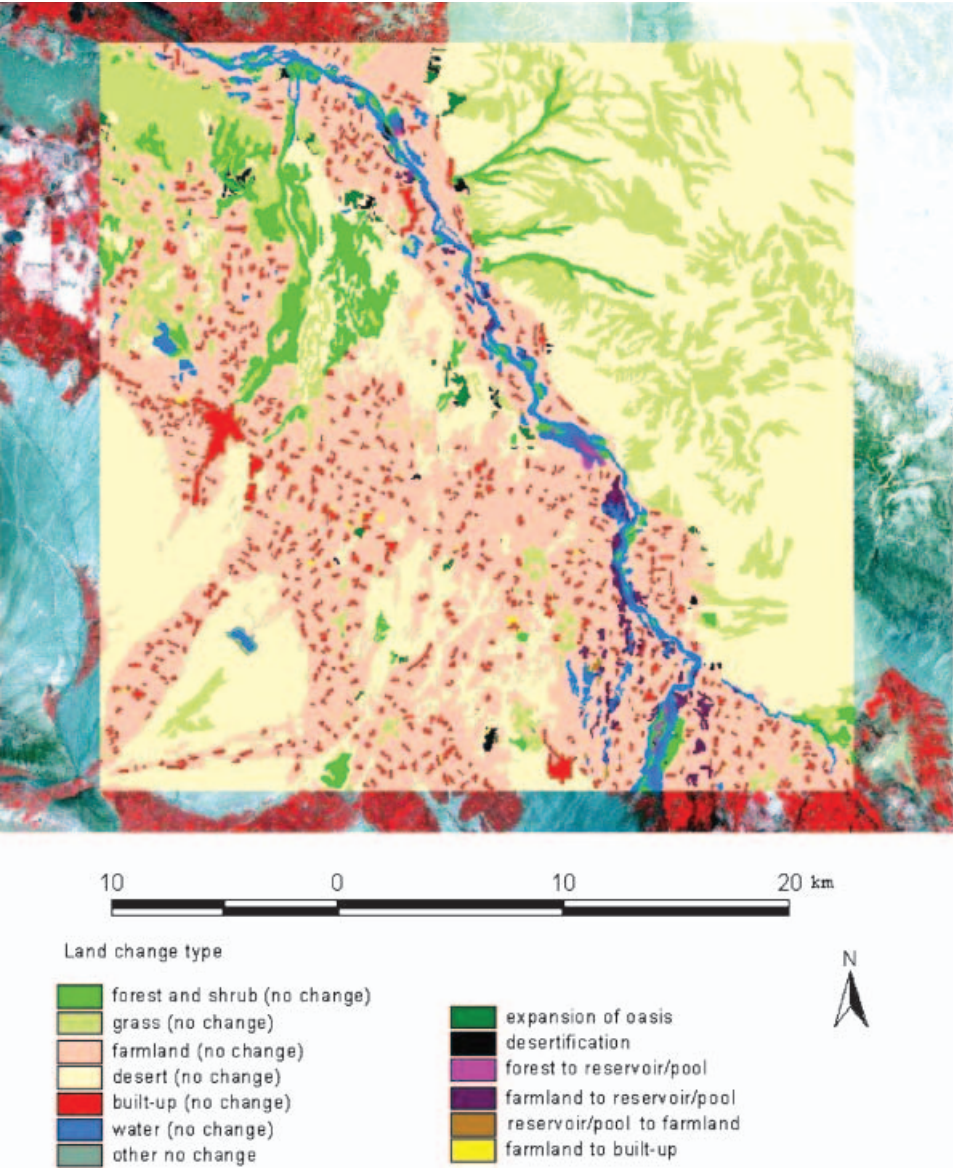 10 0 10 20 km
Land change type
N
forest and shrub (no change)
grass (no change)
farmland (no change)
desert (no change)
built-up (no change)
water (no change)
other no change
expansion of oasis
desertification
forest to reservoir/pool
farmland to reservoir/pool
reservoir/pool to farmland
farmland to built-up